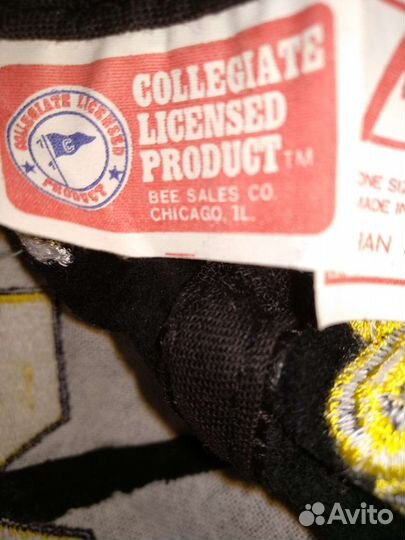 COLLEGIATE LICENSED
C
PRODUCT
COLLEGIATE
LICENSED
PRODUCT™
BEE SALES CO.
CHICAGO, IL.
ONE SIZ
MADE IN
IAN
Avito